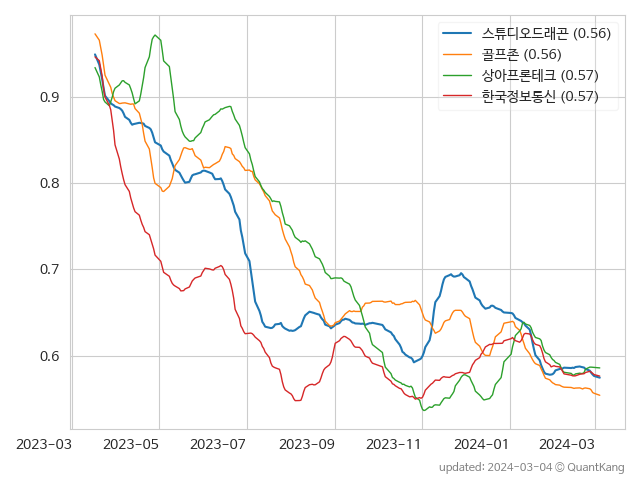 스튜디오드래곤 (0.56)
골프존 (0.56)
상아프론테크 (0.57)
한국정보통신 (0.57)
0.9
0.8
0.7
0.6
2023-03 2023-05 2023-07 2023-09 2023-11 2024-01 2024-03
updated: 2024-03-04 © QuantKang